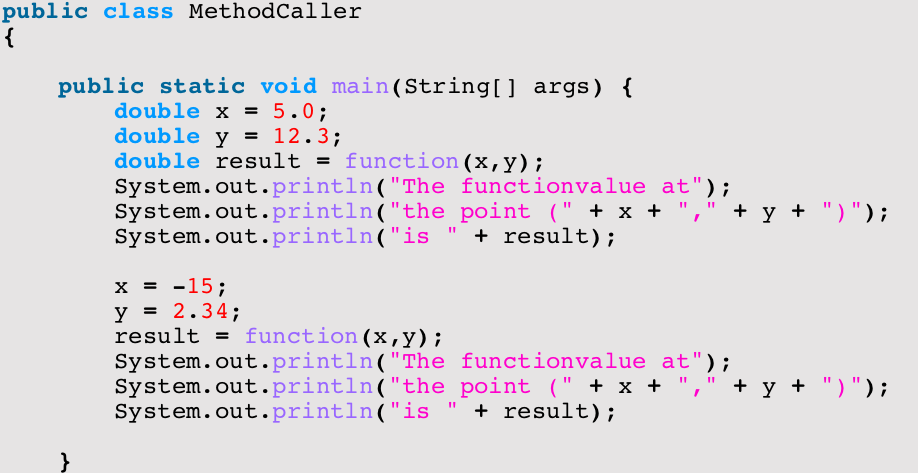 public class MethodCaller
{
public static void main(String[] args) {
double x = 5.0;
double y = 12.3;
double result = function(x,y);
System.out.println("The functionvalue at");
System.out.println("the point (" + x + "," + y + ")");
System.out.println("is " + result);
x = -15;
y = 2.34;
result = function(x,y);
System.out.println("The functionvalue at");
System.out.println("the point (" + x + "," + y + ")");
System.out.println("is " + result);
}